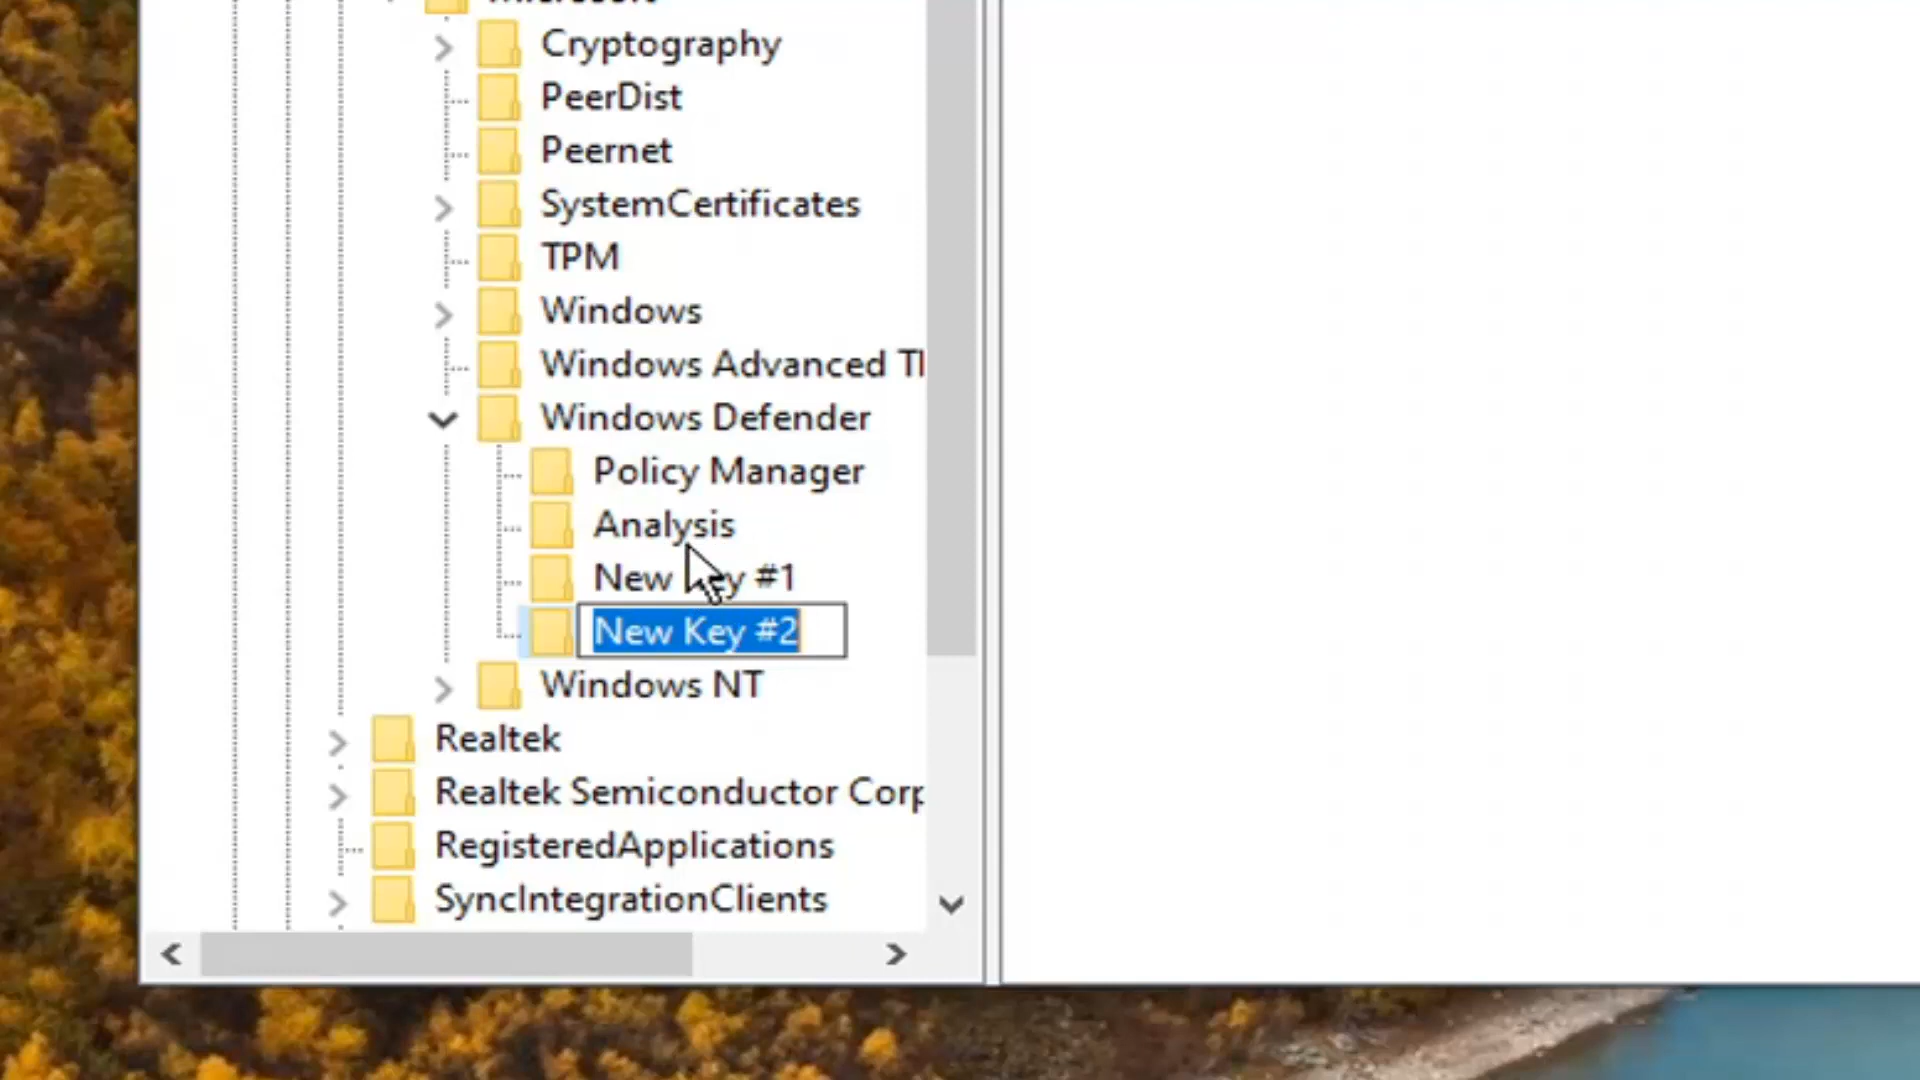 Microsoft
Cryptography
PeerDist
Peernet
SystemCertificates
TPM
Windows
Windows Advanced
Windows Defender
Policy Manager
Analysis
New Key #1
New Key #2
Windows NT
Realtek
Realtek Semiconductor Corp
RegisteredApplications
SyncIntegrationClients